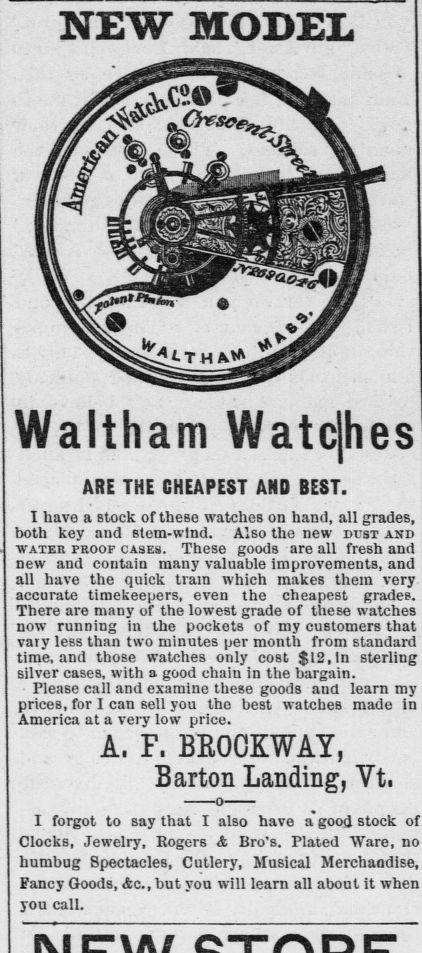 NEW MODEL
American Watch Co.
Crescent Street
No 690,046
Patent Pinion
WALTHAM MASS.
Waltham Watches
ARE THE CHEAPEST AND BEST.
I have a stock of these watches on hand, all grades,
both key and stem-wind. Also the new DUST AND
WATER PROOF CASES. These goods are all fresh and
new and contain many valuable improvements, and
all have the quick train which makes them very
accurate timekeepers, even the cheapest grades.
There are many of the lowest grade of these watches
now running in the pockets of my customers that
vary less than two minutes per month from standard
time, and those watches only cost $12, in sterling
silver cases, with a good chain in the bargain.
Please call and examine these goods and learn my
prices, for I can sell you the best watches made in
America at a very low price.
A. F. BROCKWAY,
Barton Landing, Vt.
—o—
I forgot to say that I also have a good stock of
Clocks, Jewelry, Rogers & Bro's. Plated Ware, no
humbug Spectacles, Cutlery, Musical Merchandise,
Fancy Goods, &c., but you will learn all about it when
you call.
NEW STORE